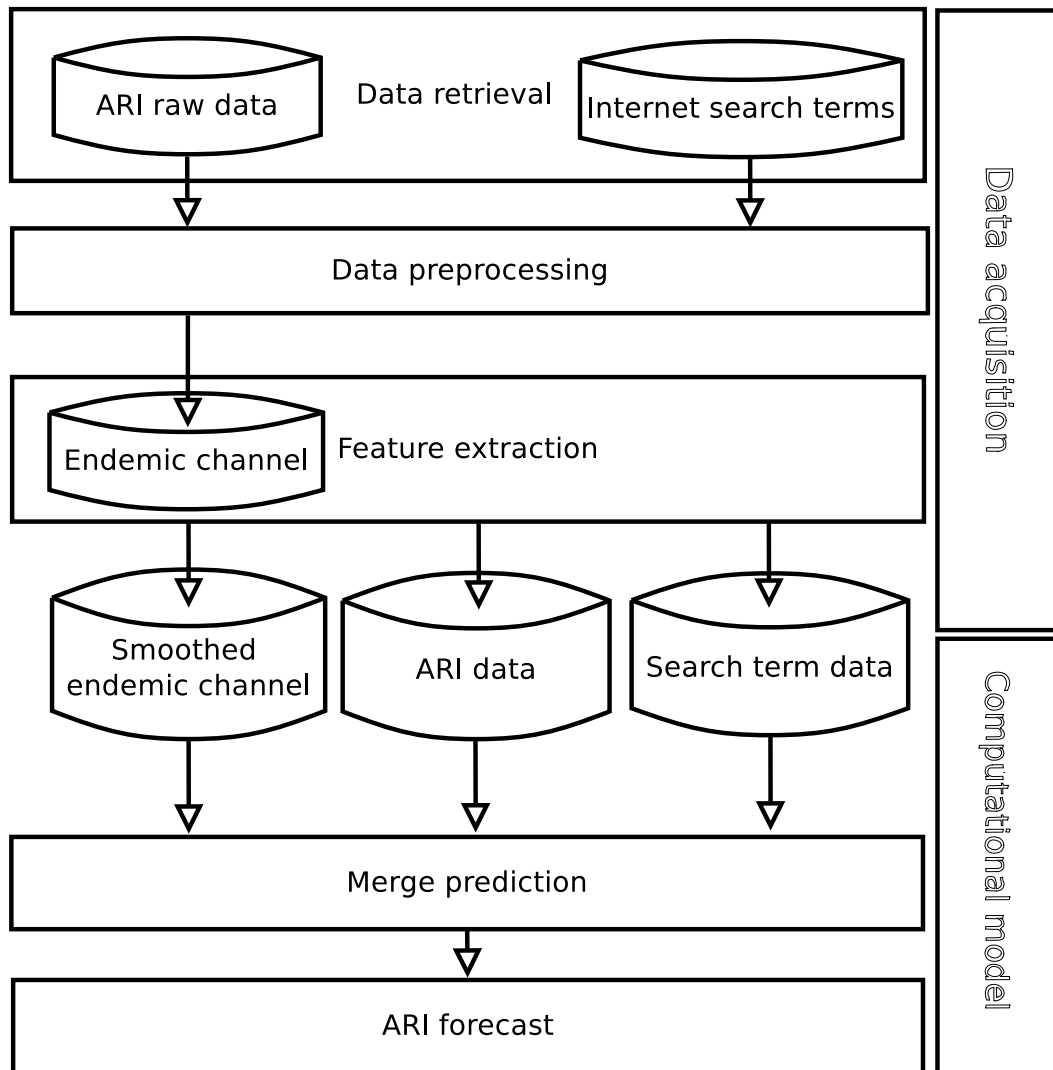 ARI raw data
Data retrieval
Internet search terms
Data preprocessing
Endemic channel
Feature extraction
Smoothed
endemic channel
ARI data
Search term data
Merge prediction
ARI forecast
Data acquisition
Computational model